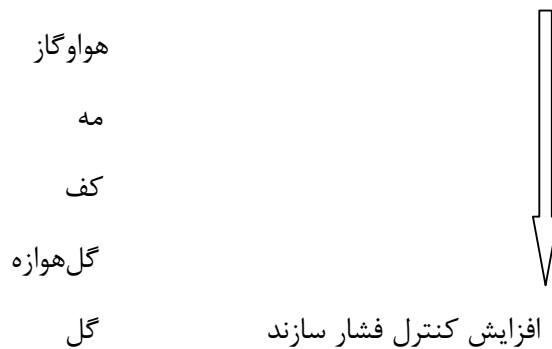 هواوگاز
مه
کف
گل‌هوازه
افزایش کنترل فشار سازند گل